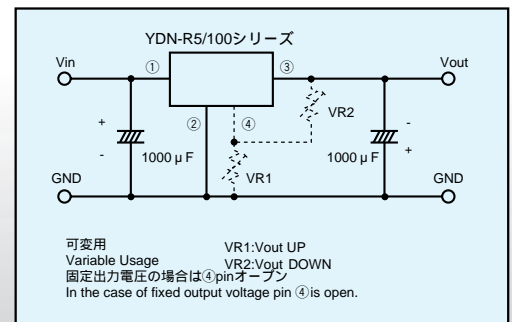 YDN-R5/100シリーズ
Vin ① ③ Vout
VR2
+ ② ④ -
1000μF 1000μF
- VR1 +
GND GND
可変用 VR1:Vout UP
Variable Usage VR2:Vout DOWN
固定出力電圧の場合は④pinオープン
In the case of fixed output voltage pin ④is open.